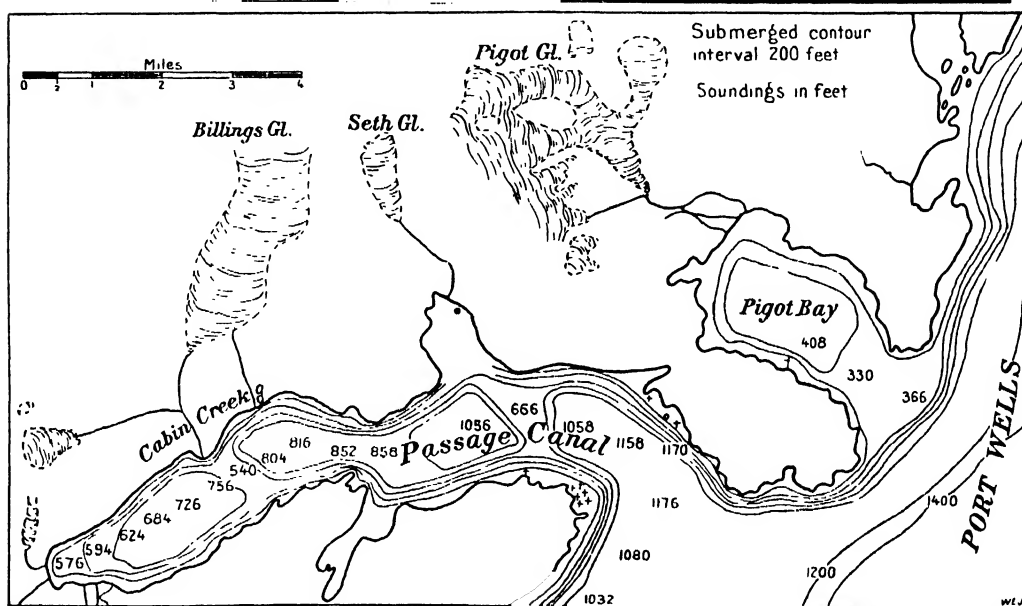 Submerged contour
interval 200 feet
Soundings in feet
Miles
0 ½ 1 2 3 4
Pigot Gl.
Billings Gl.
Seth Gl.
Pigot Bay
408
330
366
PORT WELLS
1400
1200
Cabin Creek
Passage Canal
666
1056
1058
1158
1170
1176
1080
1032
816
804
852
858
540
756
726
684
624
594
576